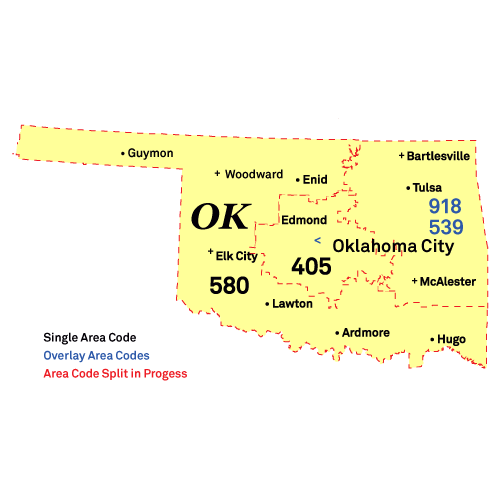 Guymon
Bartlesville
Woodward
Enid
Tulsa
918
OK
Edmond
539
<
Oklahoma City
Elk City
405
580
McAlester
Lawton
Ardmore
Hugo
Single Area Code
Overlay Area Codes
Area Code Split in Progess